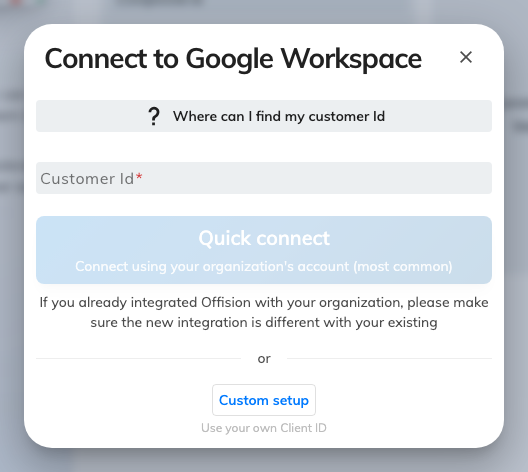 Connect to Google Workspace
Where can I find my customer Id
Customer Id*
Quick connect
Connect using your organization's account (most common)
If you already integrated Offision with your organization, please make
sure the new integration is different with your existing
or
Custom setup
Use your own Client ID